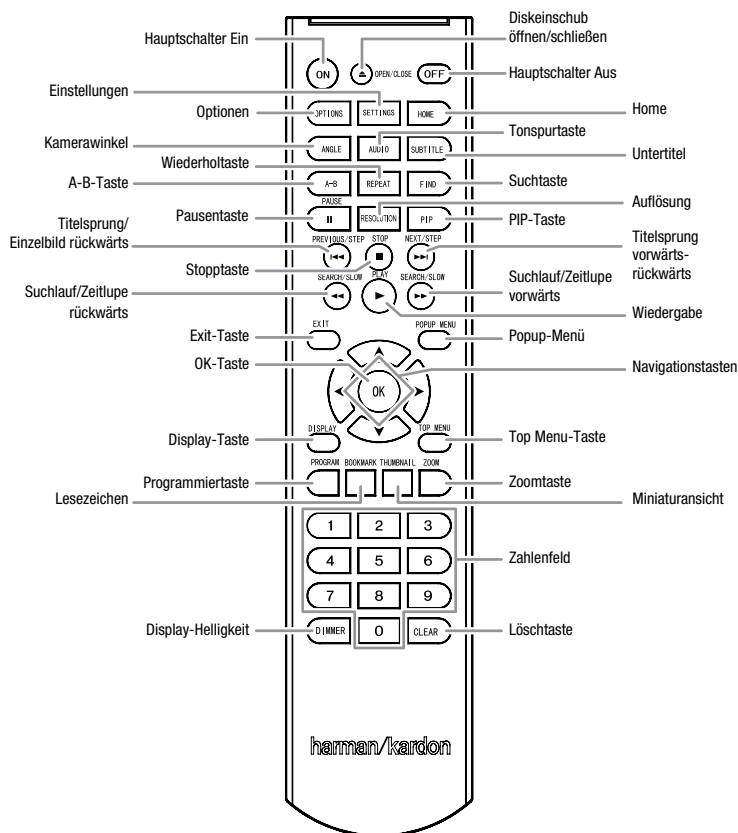 Diskeinschub
öffnen/schließen
Hauptschalter Ein
ON
OPEN/CLOSE
OFF
Hauptschalter Aus
Einstellungen
Optionen
OPTIONS
SETTINGS
HOME
Home
Kamerawinkel
Tonspurtaste
ANGLE
AUDIO
SUBTITLE
Untertitel
Wiederholtaste
A-B-Taste
A-B
REPEAT
FIND
Suchtaste
PAUSE
Auflösung
Pausentaste
RESOLUTION
PIP
PIP-Taste
Titelsprung/
Einzelbild rückwärts
PREVIOUS/STEP
STOP
NEXT/STEP
Titelsprung
vorwärts-
rückwärts
Stopptaste
SEARCH/SLOW
PLAY
SEARCH/SLOW
Suchlauf/Zeitlupe
rückwärts
Suchlauf/Zeitlupe
vorwärts
Wiedergabe
EXIT
POPUP MENU
Exit-Taste
Popup-Menü
OK-Taste
Navigationstasten
OK
DISPLAY
TOP MENU
Display-Taste
Top Menu-Taste
PROGRAM
BOOKMARK
THUMBNAIL
ZOOM
Programmiertaste
Zoomtaste
Lesezeichen
Miniaturansicht
1 2 3
4 5 6
Zahlenfeld
7 8 9
Display-Helligkeit
DIMMER
0
CLEAR
Löschtaste
harman/kardon